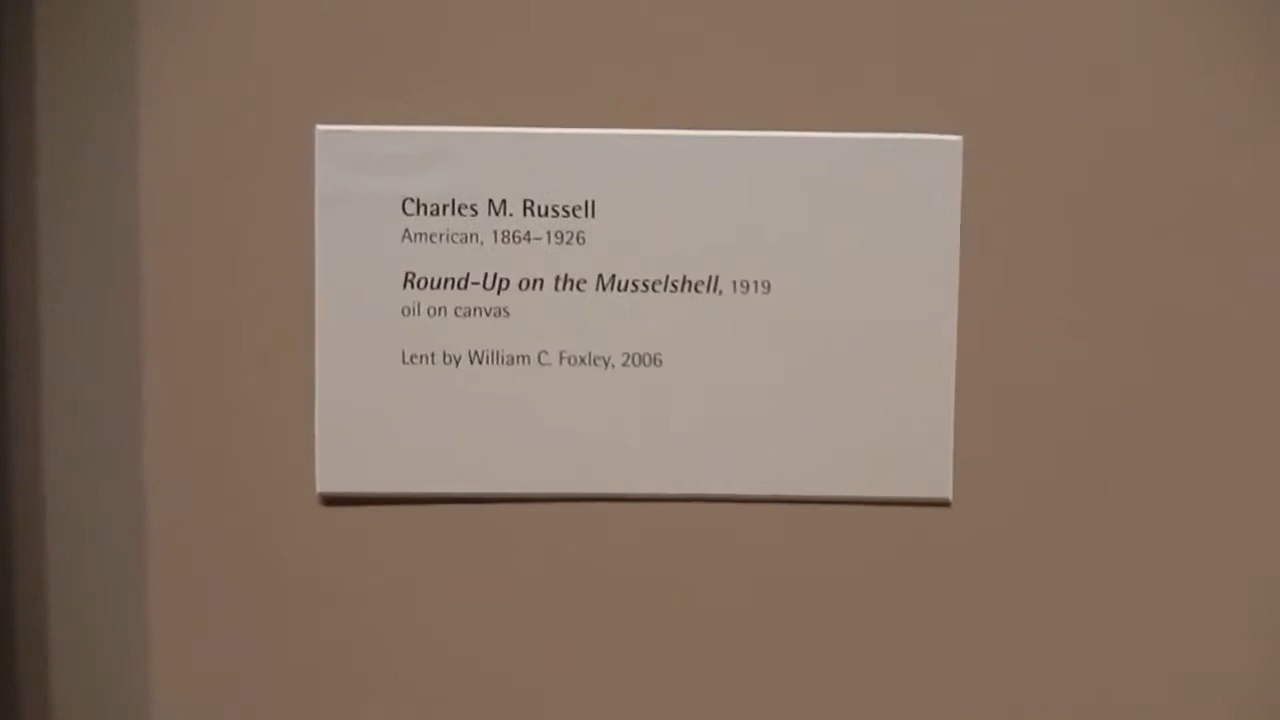 Charles M. Russell
American, 1864–1926
Round-Up on the Musselshell, 1919
oil on canvas
Lent by William C. Foxley, 2006